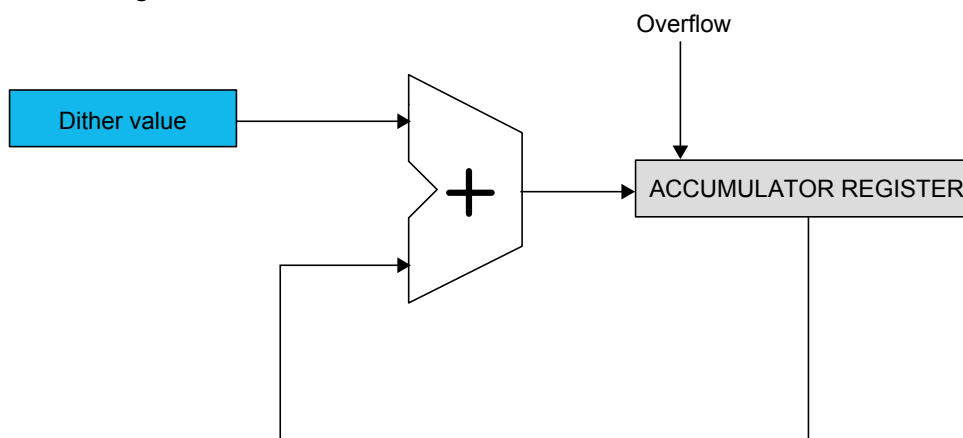 Overflow
Dither value
ACCUMULATOR REGISTER
+